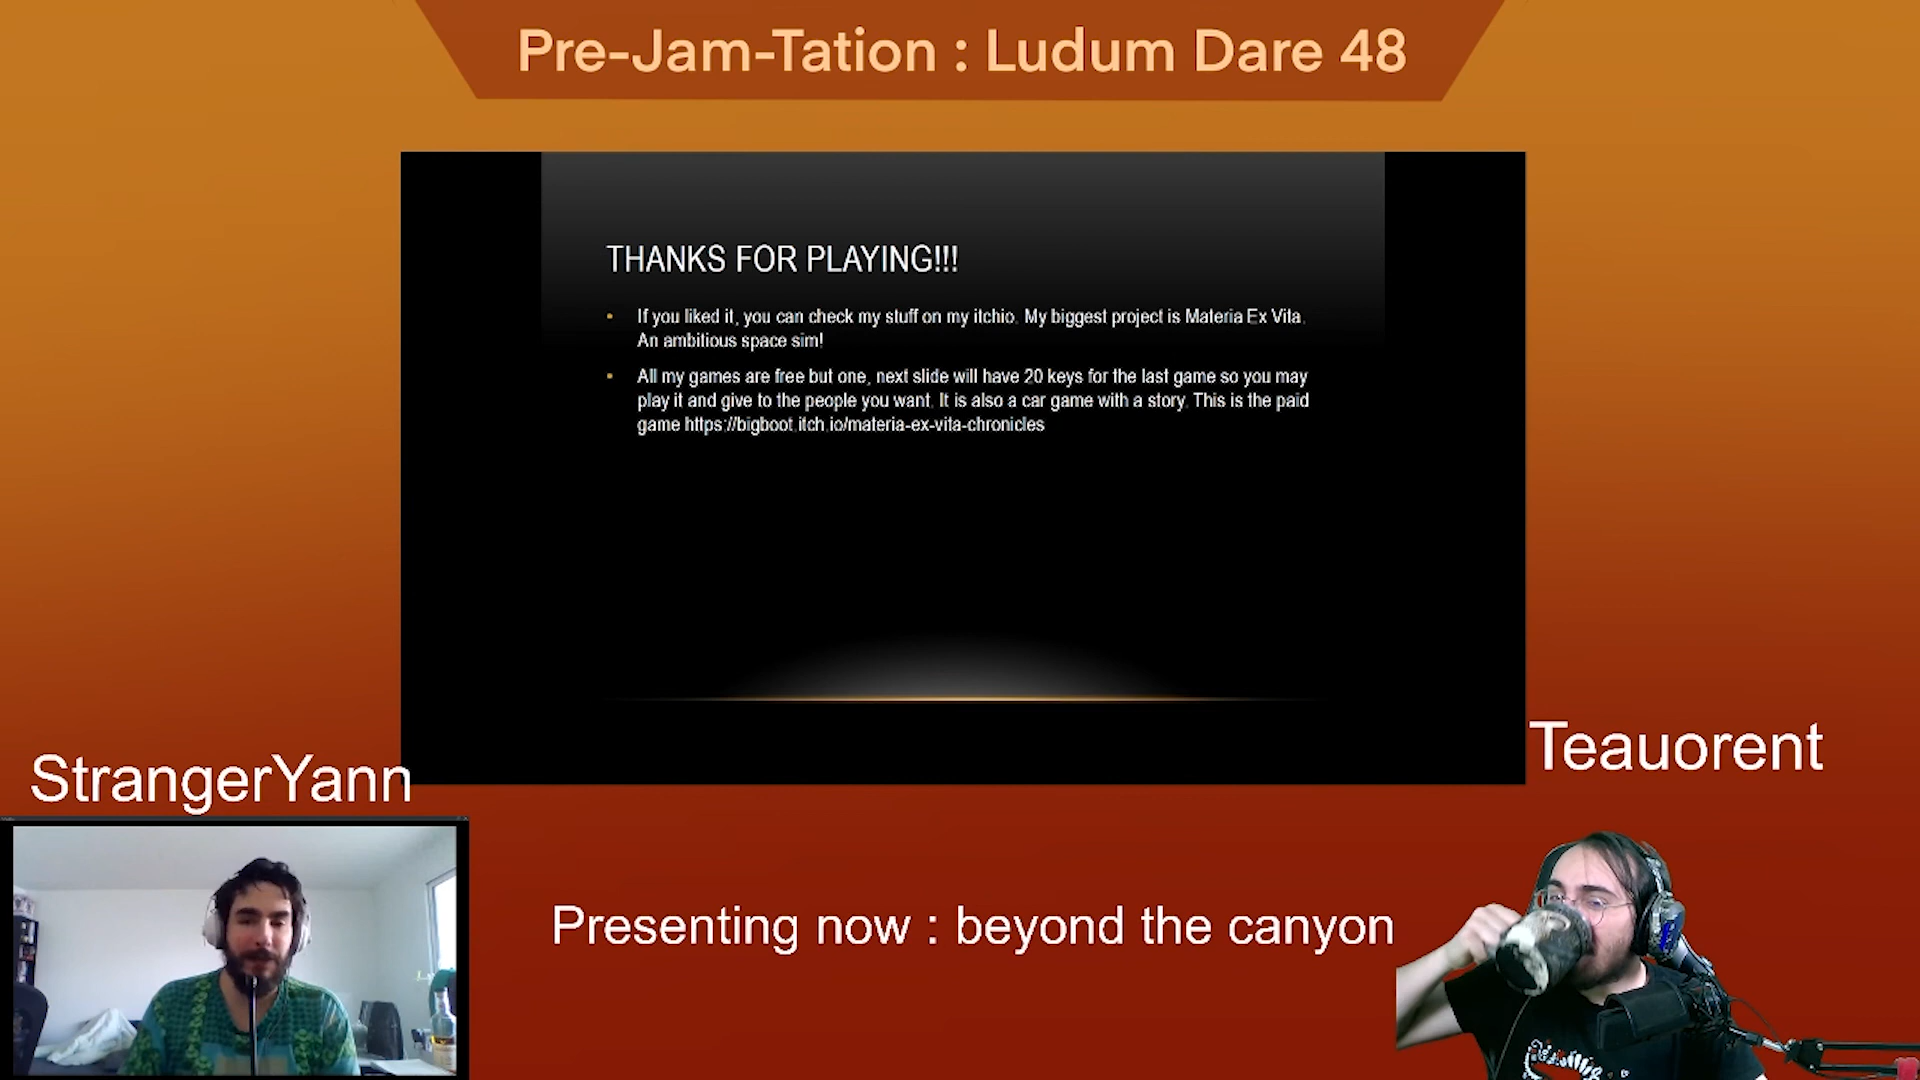 Pre-Jam-Tation : Ludum Dare 48
THANKS FOR PLAYING!!!
• If you liked it, you can check my stuff on my itchio. My biggest project is Materia Ex Vita.
An ambitious space sim!
• All my games are free but one, next slide will have 20 keys for the last game so you may
play it and give to the people you want. It is also a car game with a story. This is the paid
game https://bigboot.itch.io/materia-ex-vita-chronicles
StrangerYann
Teauorent
Presenting now : beyond the canyon